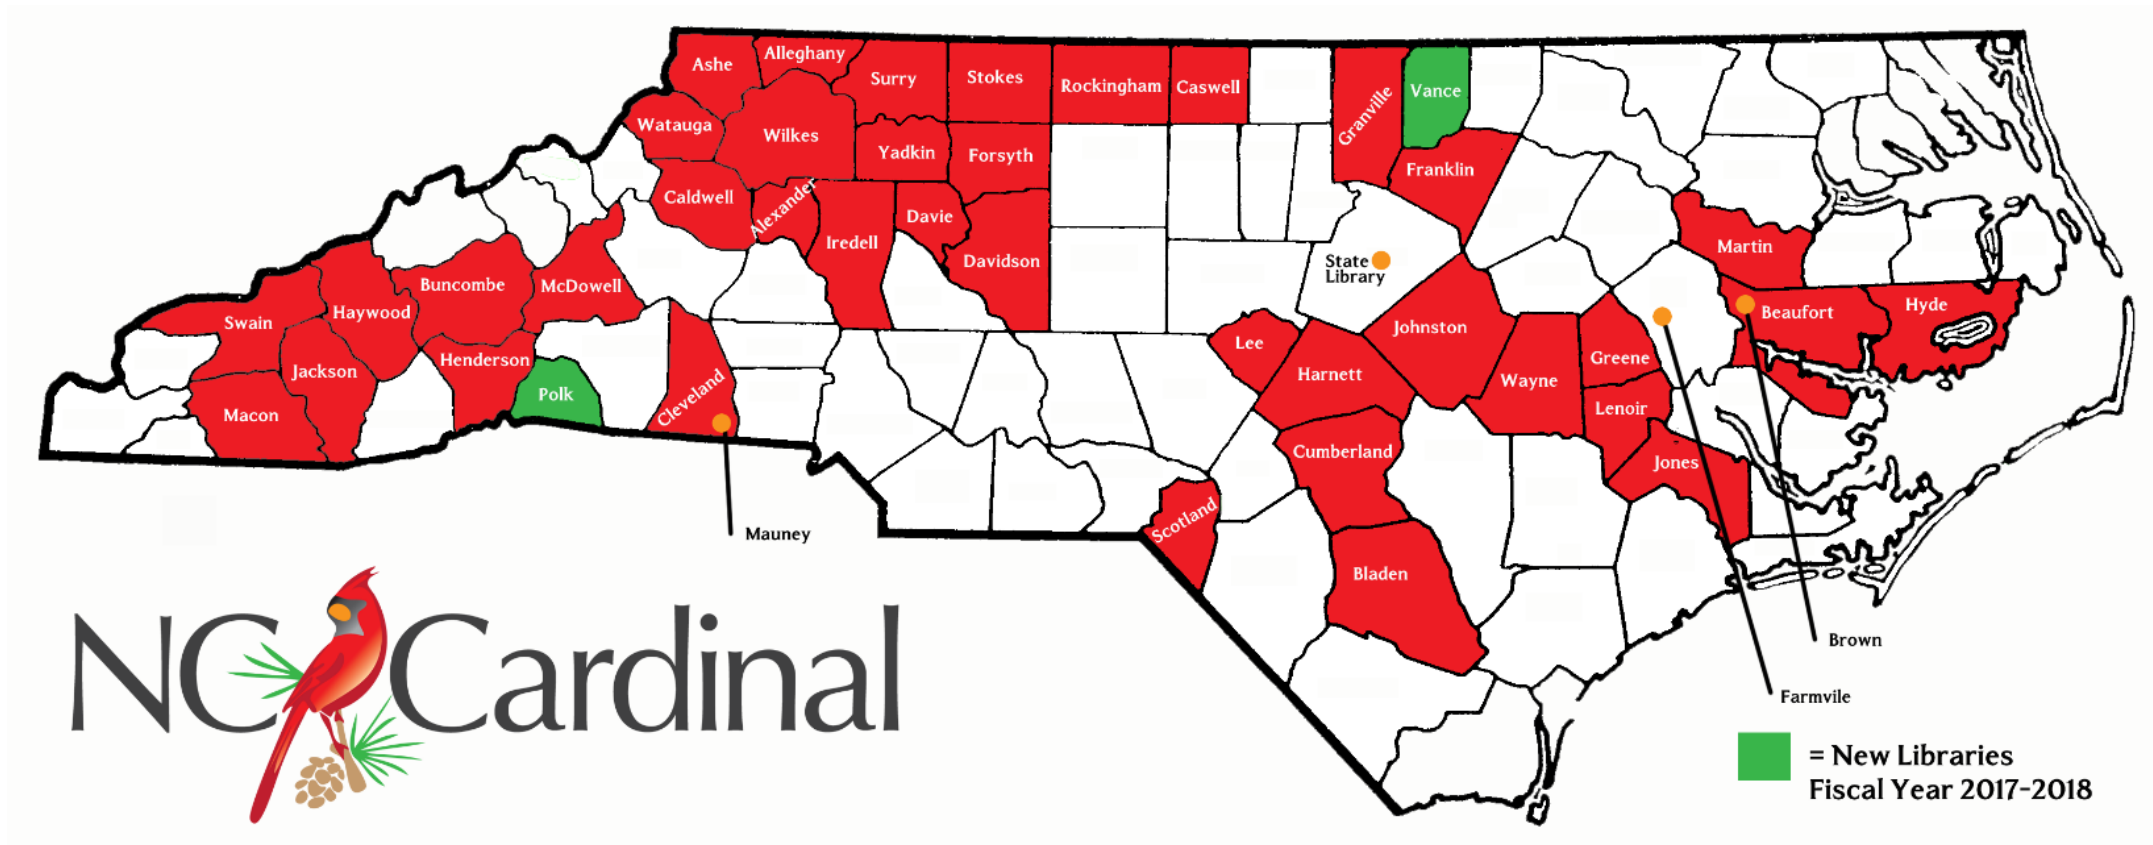 Ashe
Alleghany
Surry
Stokes
Rockingham
Caswell
Granville
Vance
Watauga
Wilkes
Yadkin
Forsyth
Franklin
Caldwell
Alexander
Iredell
Davie
Davidson
Martin
State
Library
Buncombe
McDowell
Swain
Haywood
Jackson
Henderson
Macon
Polk
Cleveland
Lee
Harnett
Johnston
Wayne
Greene
Lenoir
Beaufort
Hyde
Cumberland
Jones
Scotland
Bladen
Mauney
Brown
Farmvile
NC Cardinal
= New Libraries
Fiscal Year 2017-2018